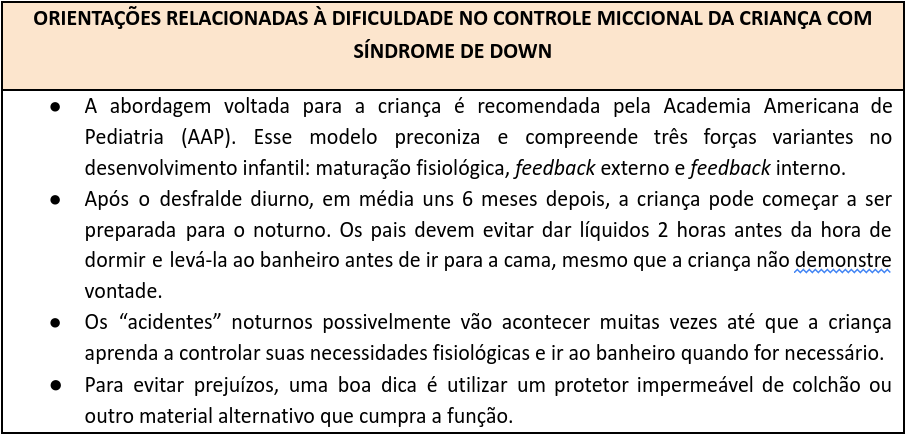 ORIENTAÇÕES RELACIONADAS À DIFICULDADE NO CONTROLE MICCIONAL DA CRIANÇA COM
SÍNDROME DE DOWN
● A abordagem voltada para a criança é recomendada pela Academia Americana de
Pediatria (AAP). Esse modelo preconiza e compreende três forças variantes no
desenvolvimento infantil: maturação fisiológica, feedback externo e feedback interno.
● Após o desfralde diurno, em média uns 6 meses depois, a criança pode começar a ser
preparada para o noturno. Os pais devem evitar dar líquidos 2 horas antes da hora de
dormir e levá-la ao banheiro antes de ir para a cama, mesmo que a criança não demonstre
vontade.
● Os “acidentes” noturnos possivelmente vão acontecer muitas vezes até que a criança
aprenda a controlar suas necessidades fisiológicas e ir ao banheiro quando for necessário.
● Para evitar prejuízos, uma boa dica é utilizar um protetor impermeável de colchão ou
outro material alternativo que cumpra a função.